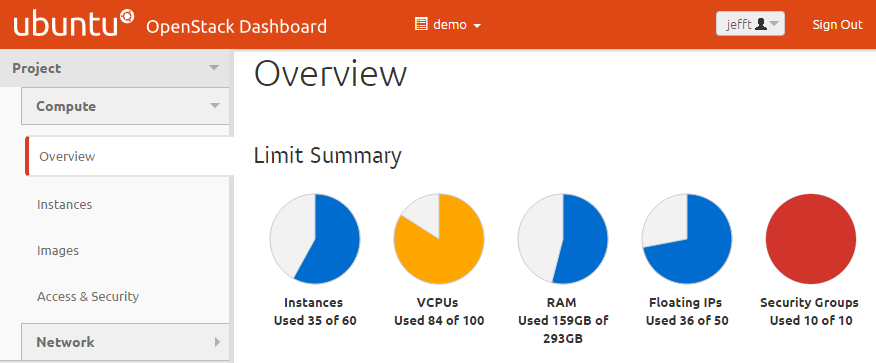 ubuntu OpenStack Dashboard demo jefft Sign Out
Project
Compute
Overview
Instances
Images
Access & Security
Network
Overview
Limit Summary
Instances
Used 35 of 60
VCPUs
Used 84 of 100
RAM
Used 159GB of
293GB
Floating IPs
Used 36 of 50
Security Groups
Used 10 of 10